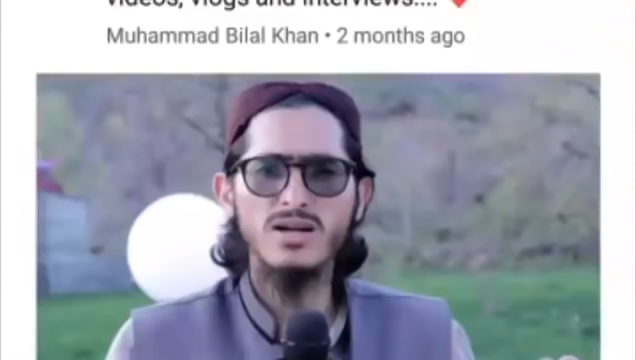 videos, vlogs and interviews.... ❤
Muhammad Bilal Khan • 2 months ago